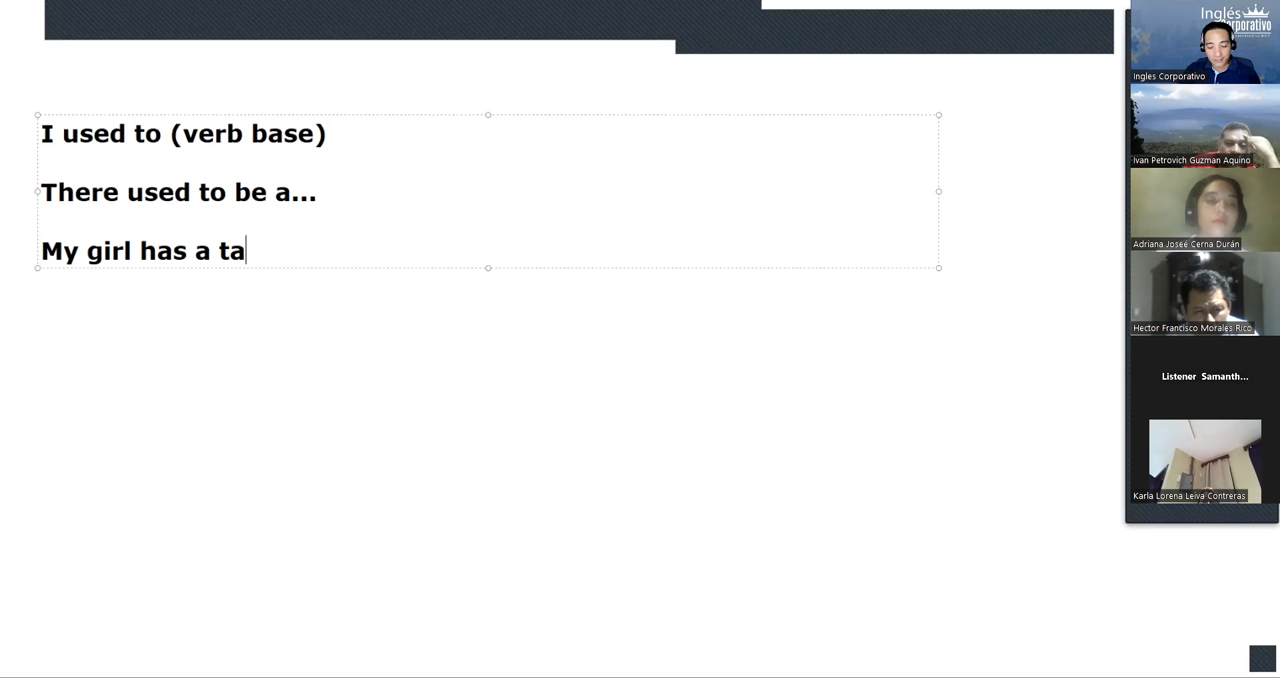 I used to (verb base)
There used to be a...
My girl has a ta
Inglés
Corporativo
Ingles Corporativo
Ivan Petrovich Guzman Aquino
Adriana Joseé Cerna Durán
Hector Francisco Morales Rico
Listener Samanth...
Karla Lorena Leiva Contreras